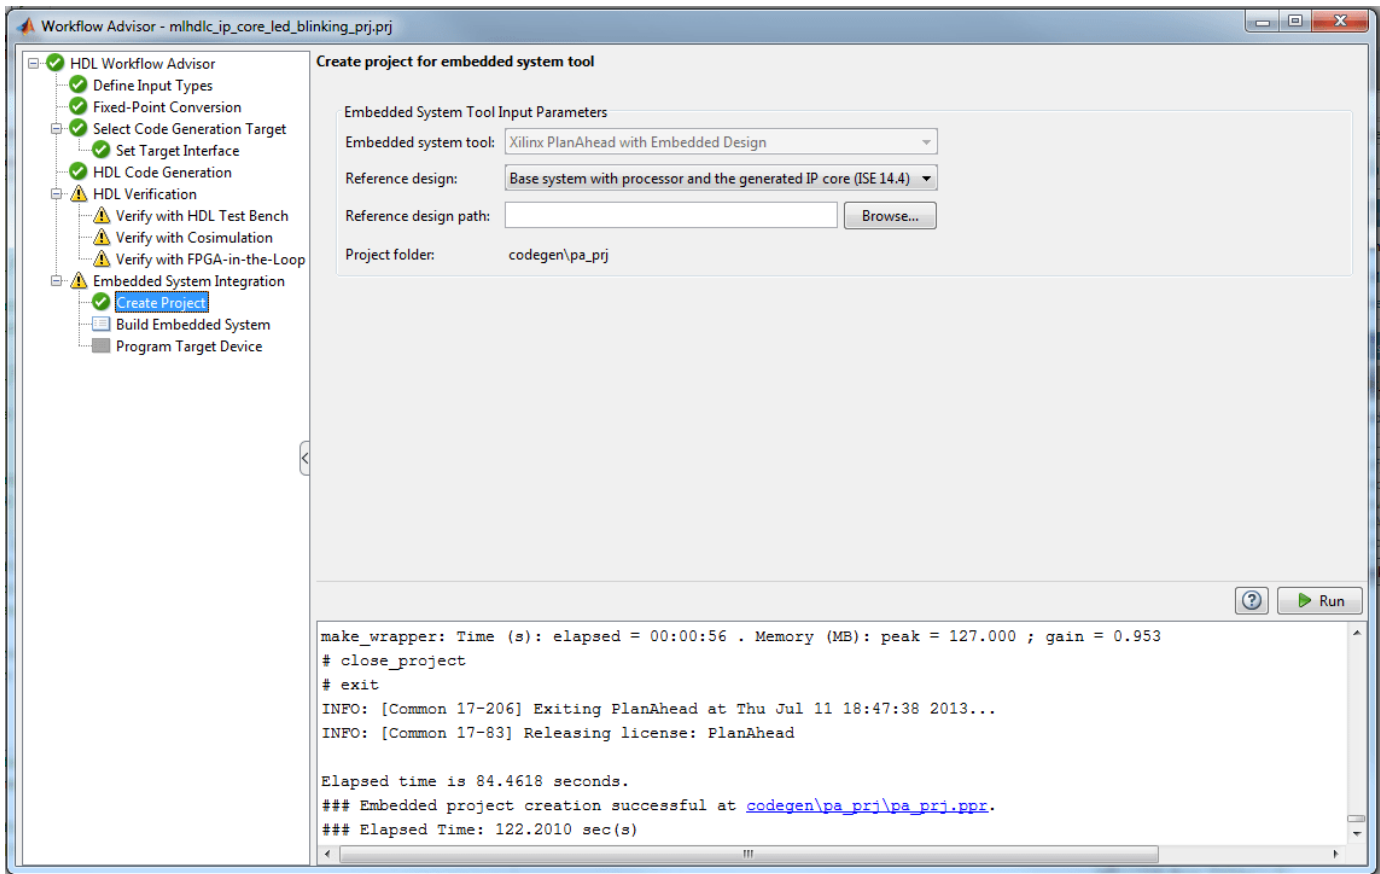 Workflow Advisor - mlhdlc_ip_core_led_blinking_prj.prj
HDL Workflow Advisor
Define Input Types
Fixed-Point Conversion
Select Code Generation Target
Set Target Interface
HDL Code Generation
HDL Verification
Verify with HDL Test Bench
Verify with Cosimulation
Verify with FPGA-in-the-Loop
Embedded System Integration
Create Project
Build Embedded System
Program Target Device
Create project for embedded system tool
Embedded System Tool Input Parameters
Embedded system tool: Xilinx PlanAhead with Embedded Design
Reference design: Base system with processor and the generated IP core (ISE 14.4)
Reference design path: Browse...
Project folder: codegen\pa_prj
? Run
make_wrapper: Time (s): elapsed = 00:00:56 . Memory (MB): peak = 127.000 ; gain = 0.953
# close_project
# exit
INFO: [Common 17-206] Exiting PlanAhead at Thu Jul 11 18:47:38 2013...
INFO: [Common 17-83] Releasing license: PlanAhead
Elapsed time is 84.4618 seconds.
### Embedded project creation successful at codegen\pa_prj\pa_prj.ppr.
### Elapsed Time: 122.2010 sec(s)